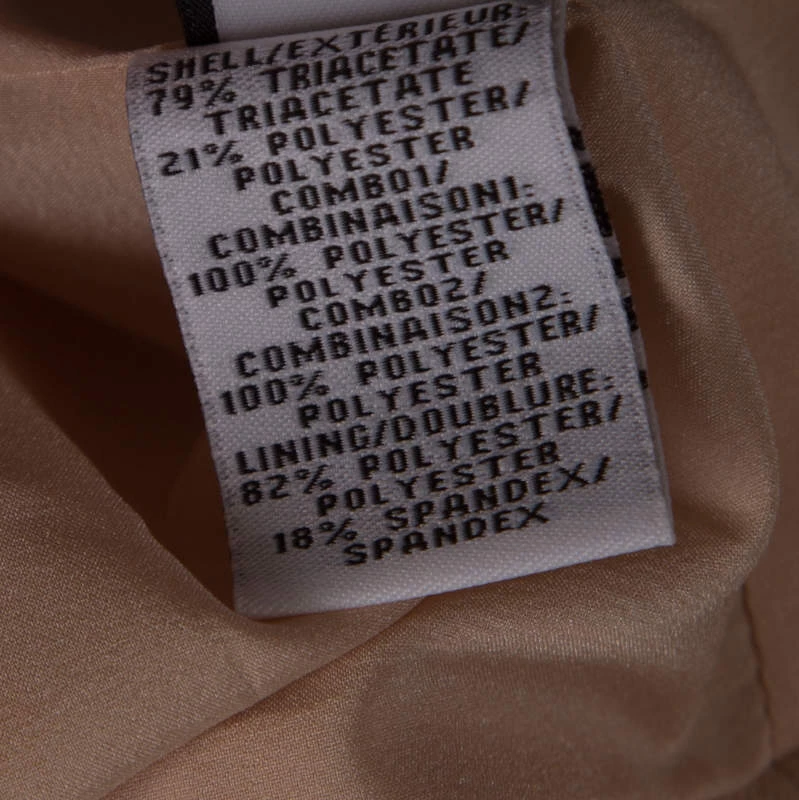 SHELL/EXTÉRIEUR:
79% TRIACETATE/
TRIACETATE
21% POLYESTER/
POLYESTER
COMBO1/
COMBINAISON1:
100% POLYESTER/
POLYESTER
COMBO2/
COMBINAISON2:
100% POLYESTER/
POLYESTER
LINING/DOUBLURE:
82% POLYESTER/
POLYESTER
18% SPANDEX/
SPANDEX